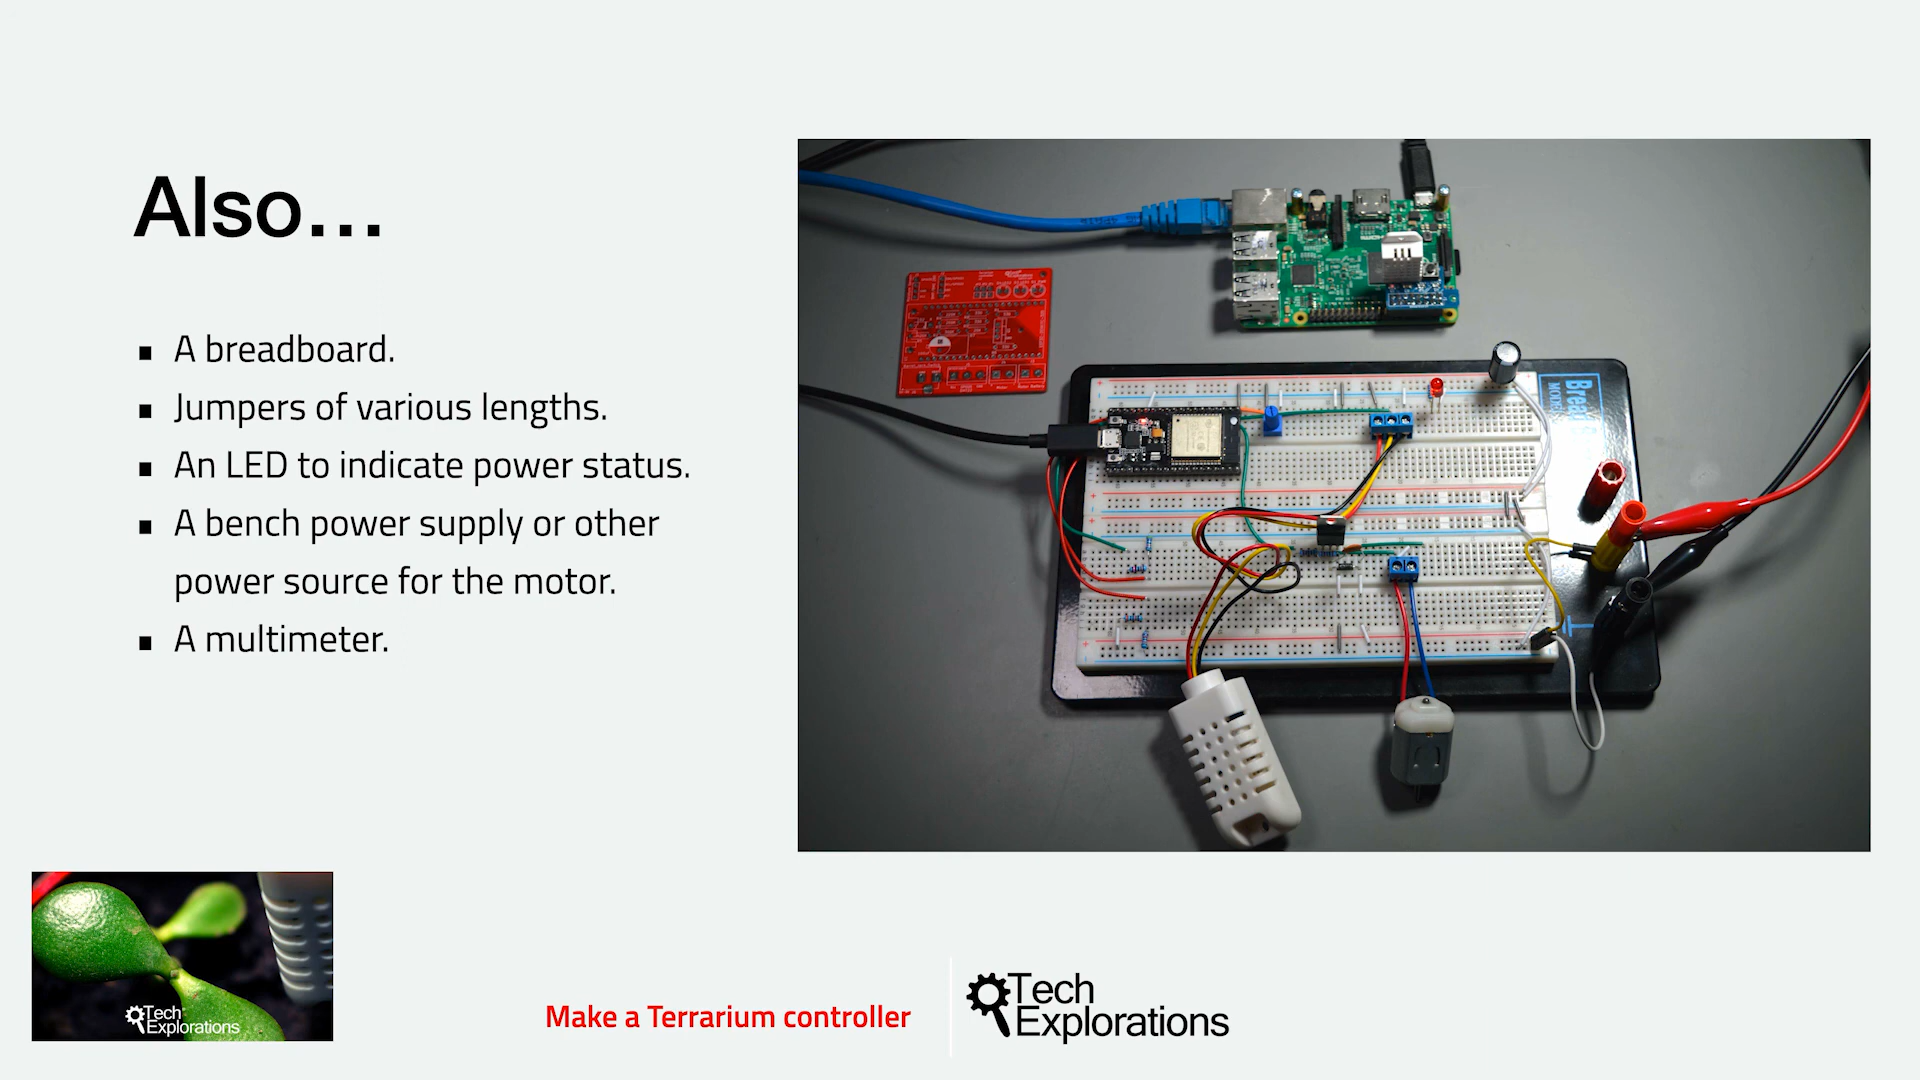 Also...
▪ A breadboard.
▪ Jumpers of various lengths.
▪ An LED to indicate power status.
▪ A bench power supply or other
power source for the motor.
▪ A multimeter.
Tech
Explorations
Make a Terrarium controller
Tech
Explorations